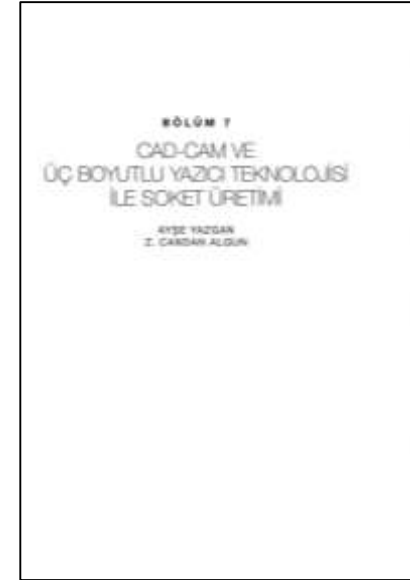 BÖLÜM 7
CAD-CAM VE
ÜÇ BOYUTLU YAZICI TEKNOLOJİSİ
İLE SOKET ÜRETİMİ
AYŞE YAZGAN
Z. CANDAN ALGUN